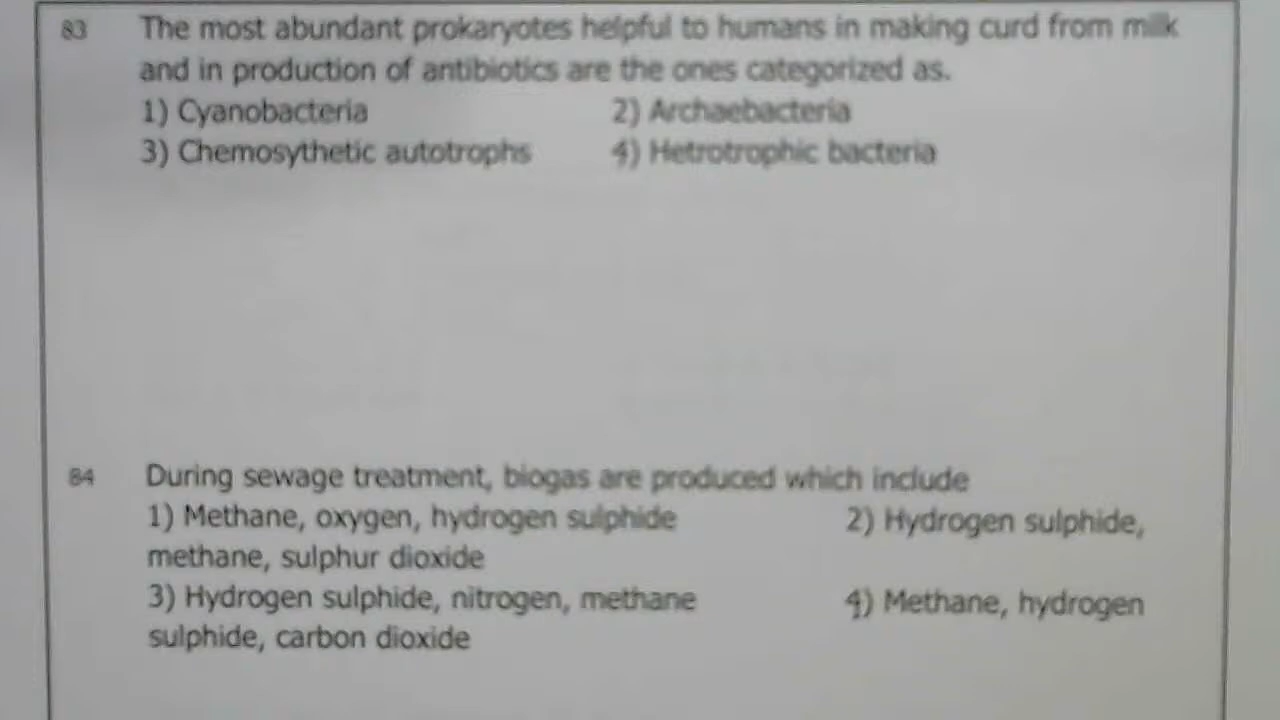 83 The most abundant prokaryotes helpful to humans in making curd from milk
and in production of antibiotics are the ones categorized as.
1) Cyanobacteria 2) Archaebacteria
3) Chemosythetic autotrophs 4) Hetrotrophic bacteria
84 During sewage treatment, biogas are produced which include
1) Methane, oxygen, hydrogen sulphide 2) Hydrogen sulphide,
methane, sulphur dioxide
3) Hydrogen sulphide, nitrogen, methane 4) Methane, hydrogen
sulphide, carbon dioxide